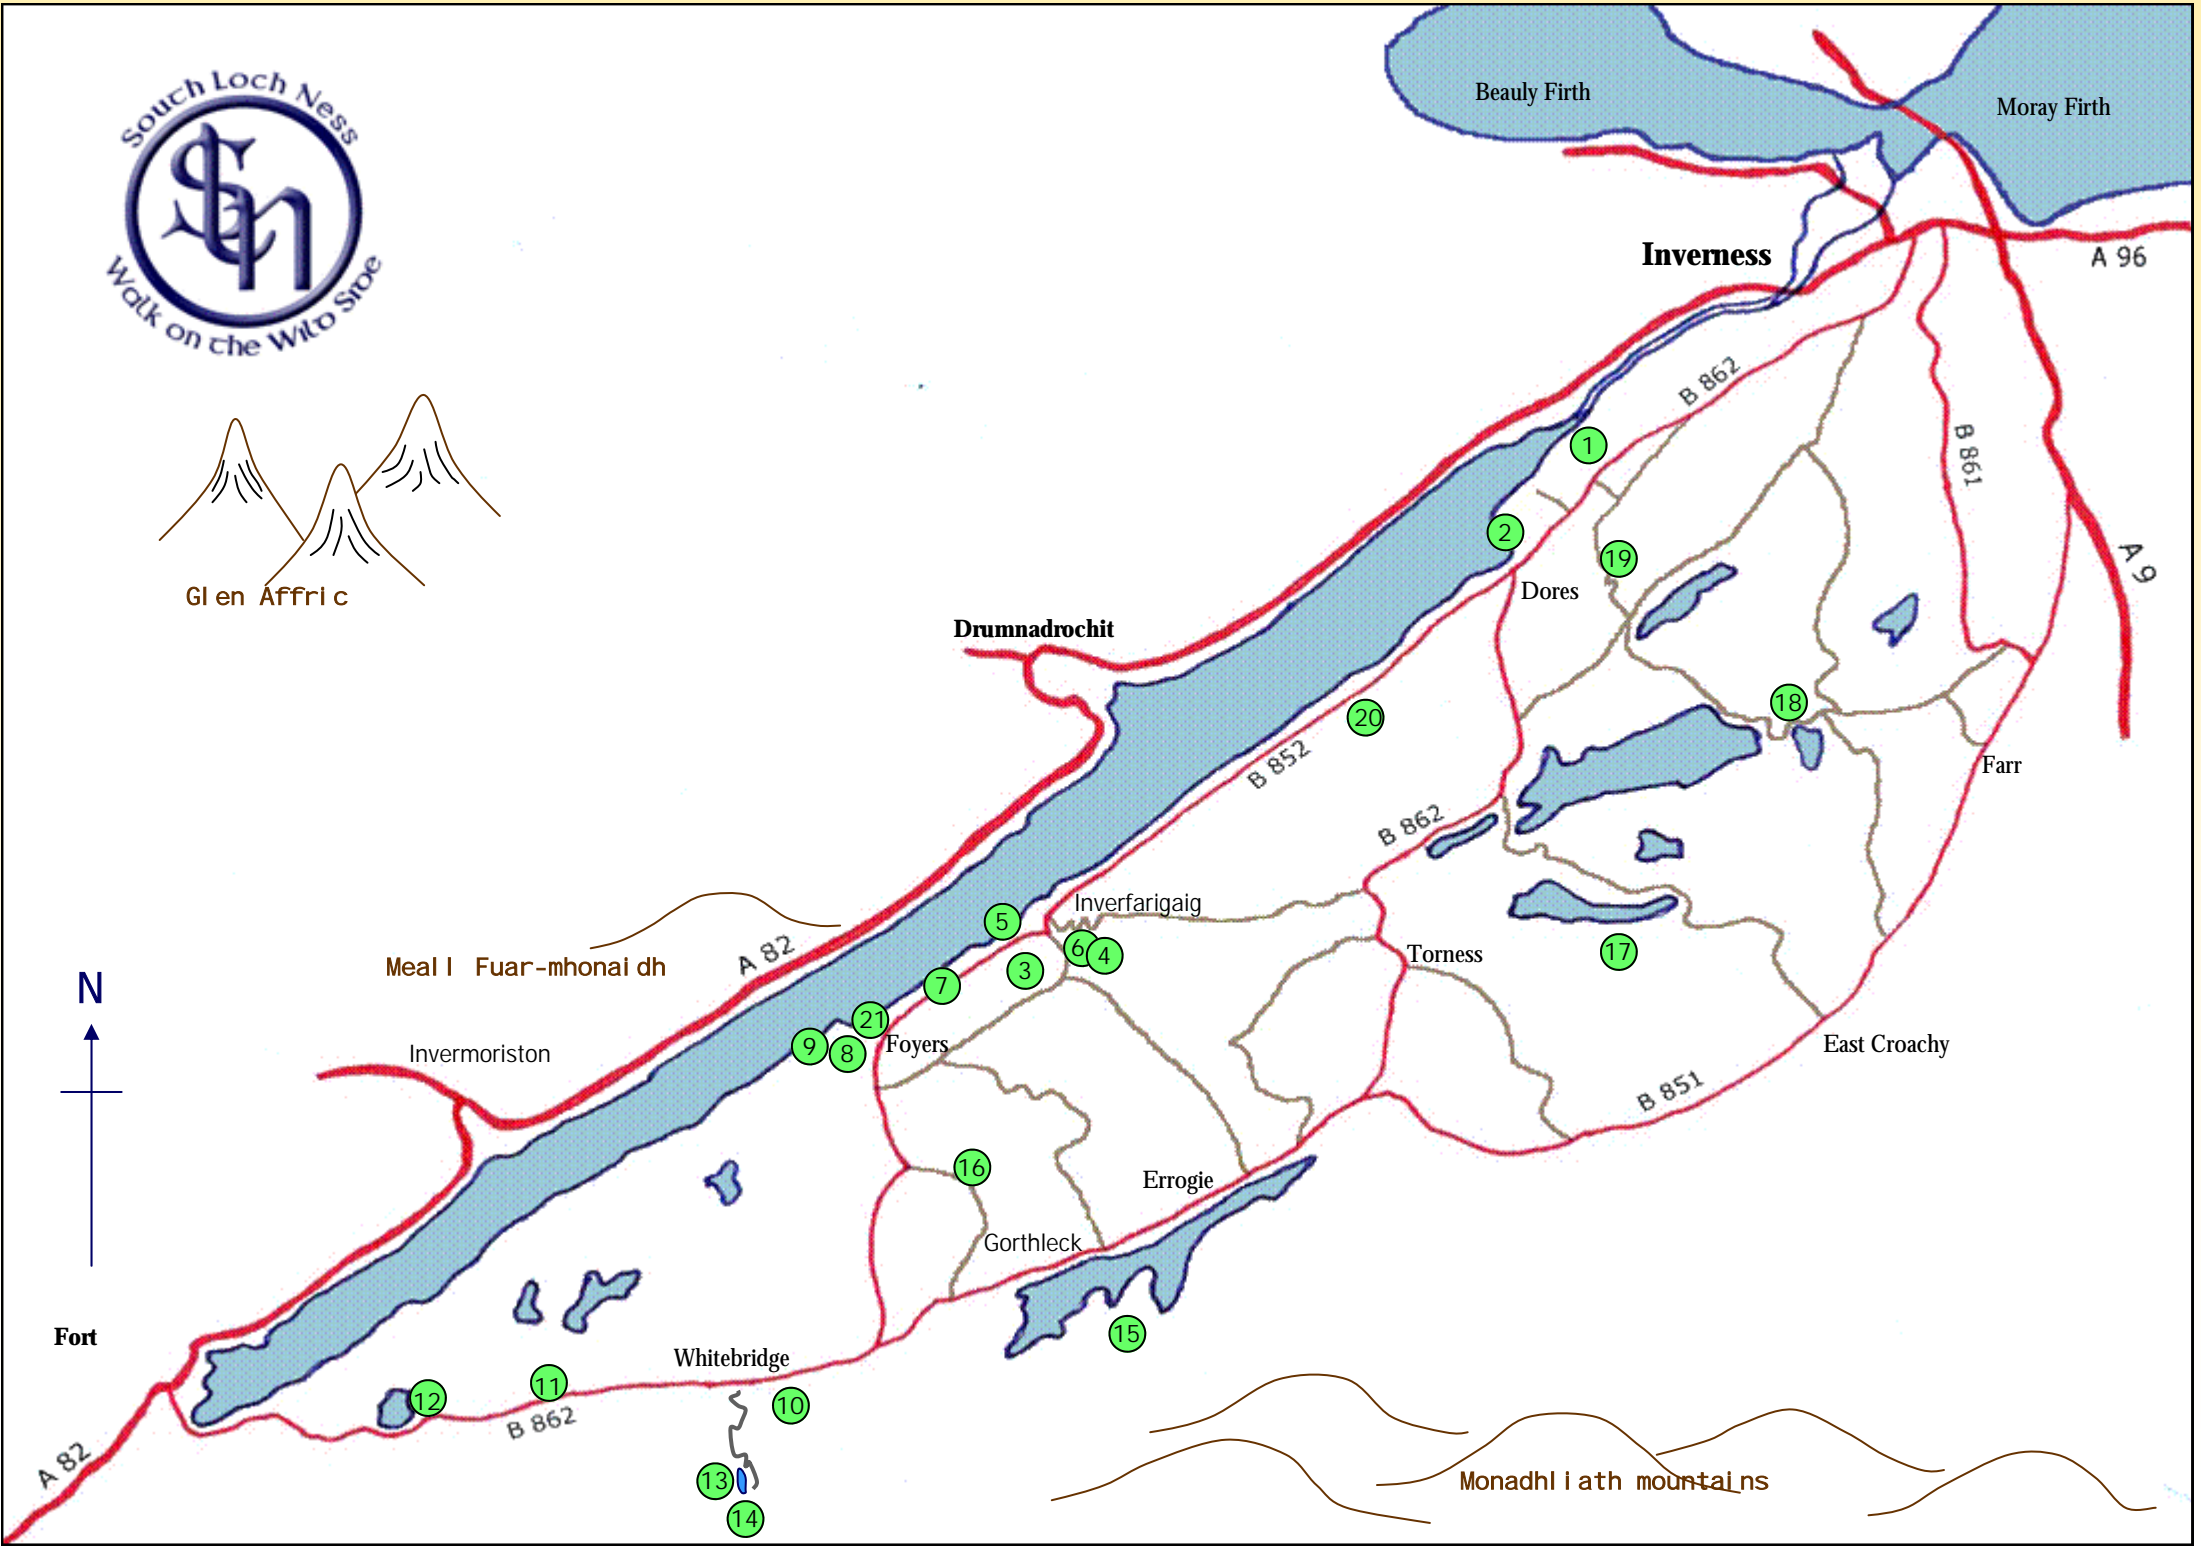 South Loch Ness
SLN
Walk on the Wild Side
Beauly Firth
Moray Firth
Inverness
A 96
B 862
B 861
A 9
1
2
19
Dores
Glen Affric
Drumnadrochit
20
18
B 852
Farr
B 862
Inverfarigaig
5
6
4
3
Torness
17
A 82
Meall Fuar-mhonaidh
7
N
21
9
8
Foyers
Invermoriston
East Croachy
B 851
16
Errogie
Gorthleck
Fort
15
Whitebridge
12
11
10
B 862
A 82
13
14
Monadhliath mountains